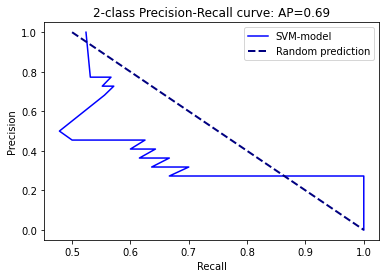 2-class Precision-Recall curve: AP=0.69
SVM-model
Random prediction
Precision
1.0
0.8
0.6
0.4
0.2
0.0
0.5
0.6
0.7
0.8
0.9
1.0
Recall